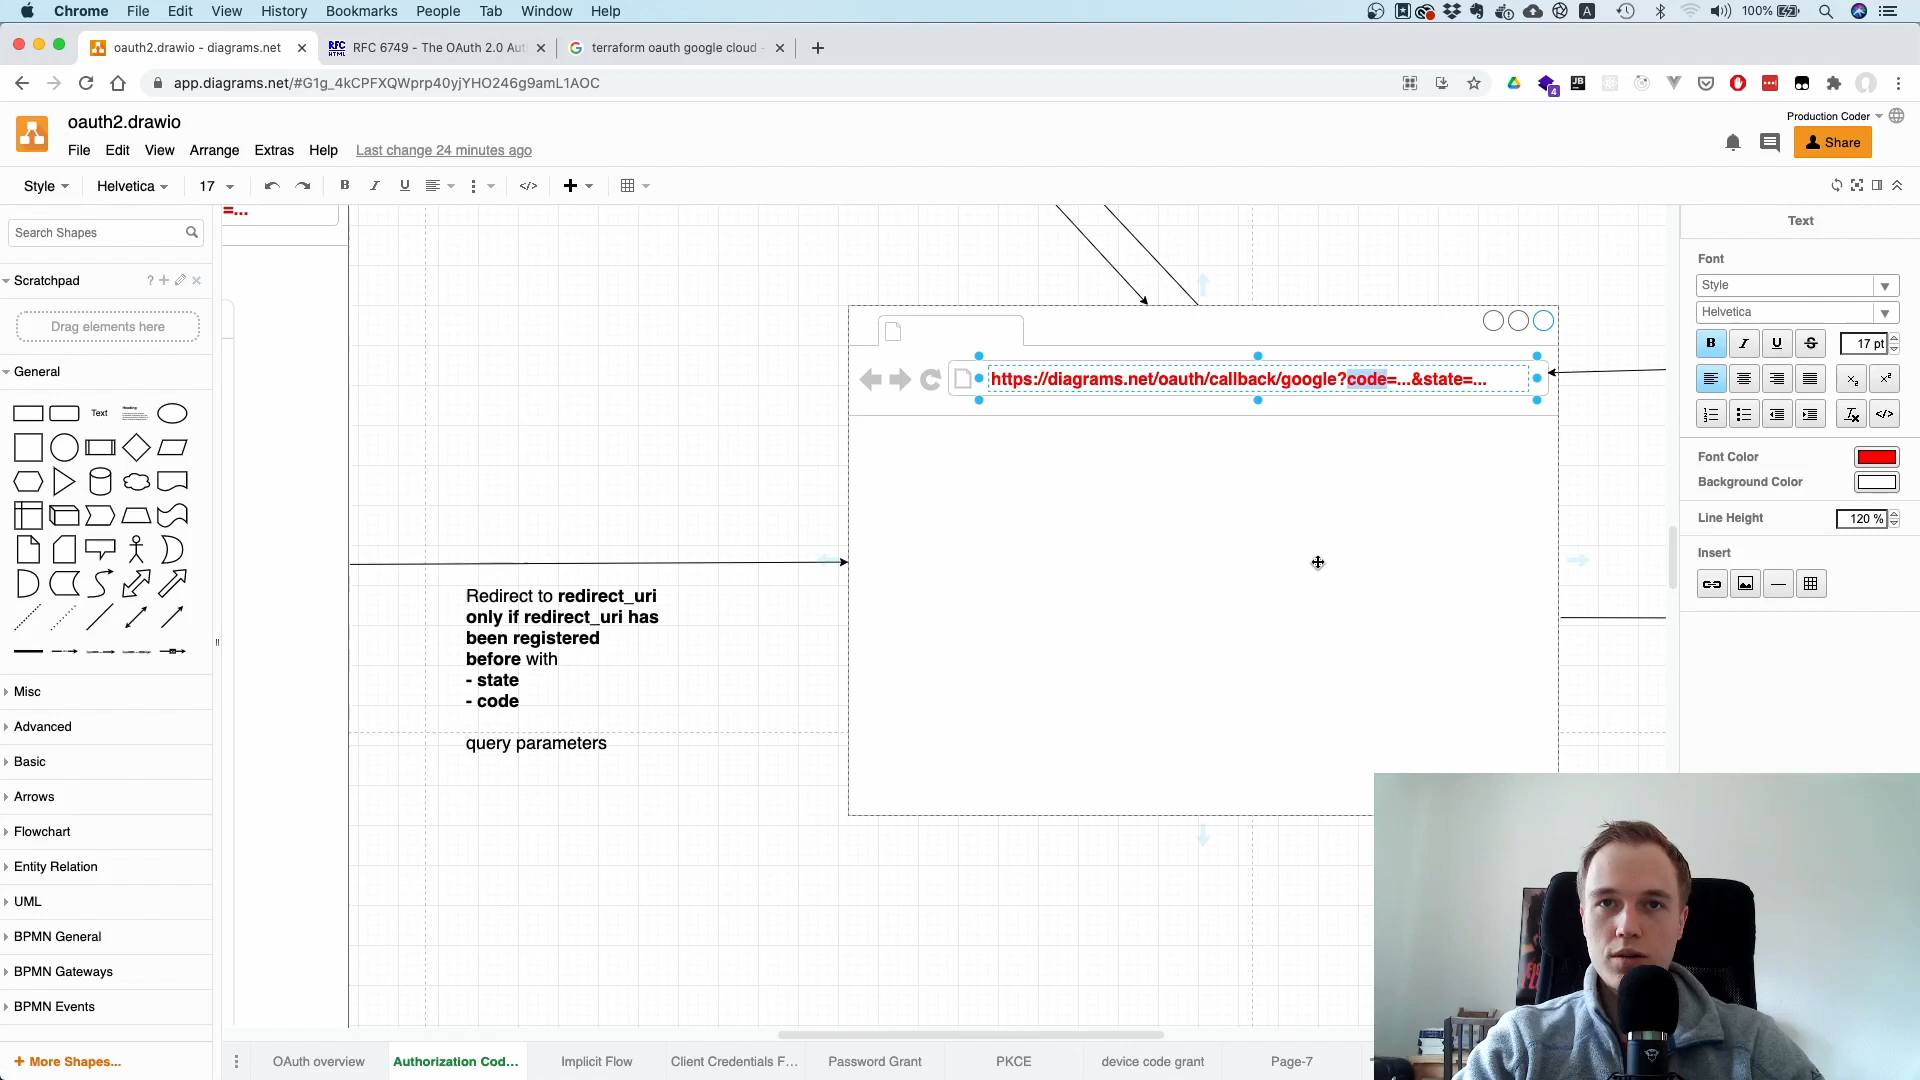 Chrome File Edit View History Bookmarks People Tab Window Help
100%
oauth2.drawio - diagrams.net
RFC 6749 - The OAuth 2.0 Aut
terraform oauth google cloud -
app.diagrams.net/#G1g_4kCPFXQWprp40yjYHO246g9amL1AOC
4
oauth2.drawio
Production Coder
File Edit View Arrange Extras Help Last change 24 minutes ago
Share
Style Helvetica 17 B I U
=...
Search Shapes
Scratchpad
Drag elements here
General
Text
Misc
Advanced
Basic
Arrows
Flowchart
Entity Relation
UML
BPMN General
BPMN Gateways
BPMN Events
+ More Shapes...
https://diagrams.net/oauth/callback/google?code=...&state=...
Redirect to redirect_uri
only if redirect_uri has
been registered
before with
- state
- code
query parameters
Text
Font
Style
Helvetica
B I U S 17 pt
Font Color
Background Color
Line Height 120 %
Insert
OAuth overview
Authorization Cod...
Implicit Flow
Client Credentials F...
Password Grant
PKCE
device code grant
Page-7